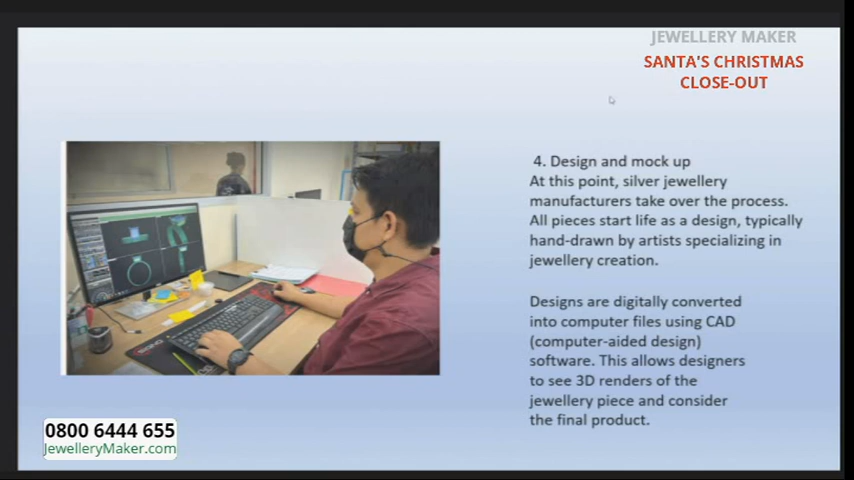 JEWELLERY MAKER
SANTA'S CHRISTMAS
CLOSE-OUT
4. Design and mock up
At this point, silver jewellery
manufacturers take over the process.
All pieces start life as a design, typically
hand-drawn by artists specializing in
jewellery creation.
Designs are digitally converted
into computer files using CAD
(computer-aided design)
software. This allows designers
to see 3D renders of the
jewellery piece and consider
the final product.
0800 6444 655
JewelleryMaker.com